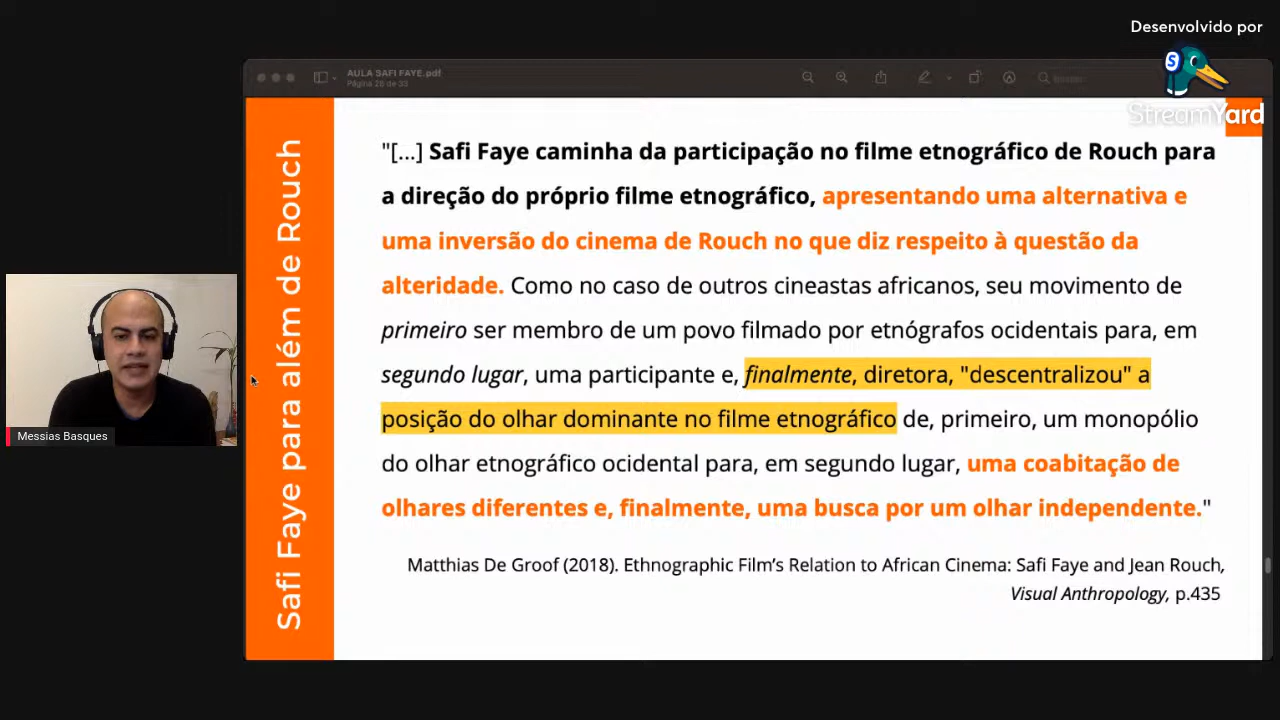 Desenvolvido por
S
StreamYard
AULA SAFI FAYE.pdf
Página 28 de 33
Buscar
Safi Faye para além de Rouch
"[...] Safi Faye caminha da participação no filme etnográfico de Rouch para
a direção do próprio filme etnográfico, apresentando uma alternativa e
uma inversão do cinema de Rouch no que diz respeito à questão da
alteridade. Como no caso de outros cineastas africanos, seu movimento de
primeiro ser membro de um povo filmado por etnógrafos ocidentais para, em
segundo lugar, uma participante e, finalmente, diretora, "descentralizou" a
posição do olhar dominante no filme etnográfico de, primeiro, um monopólio
do olhar etnográfico ocidental para, em segundo lugar, uma coabitação de
olhares diferentes e, finalmente, uma busca por um olhar independente."
Matthias De Groof (2018). Ethnographic Film’s Relation to African Cinema: Safi Faye and Jean Rouch,
Visual Anthropology, p.435
Messias Basques